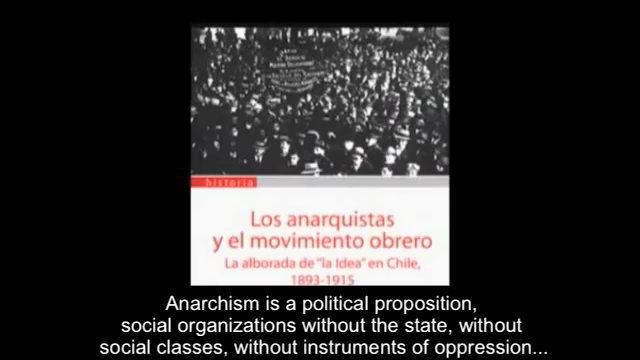 historia
Los anarquistas
y el movimiento obrero
La alborada de "la Idea" en Chile,
1893-1915
Anarchism is a political proposition,
social organizations without the state, without
social classes, without instruments of oppression...